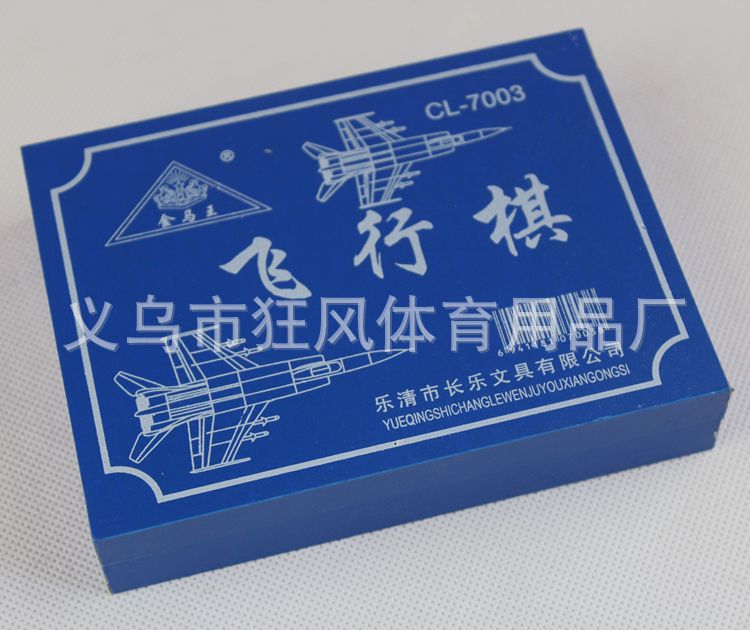 CL-7003
®
金马王
飞行棋
义乌市狂风体育用品厂
乐清市长乐文具有限公司
YUEQINGSHICHANGLEWENJUYOUXIANGONGSI